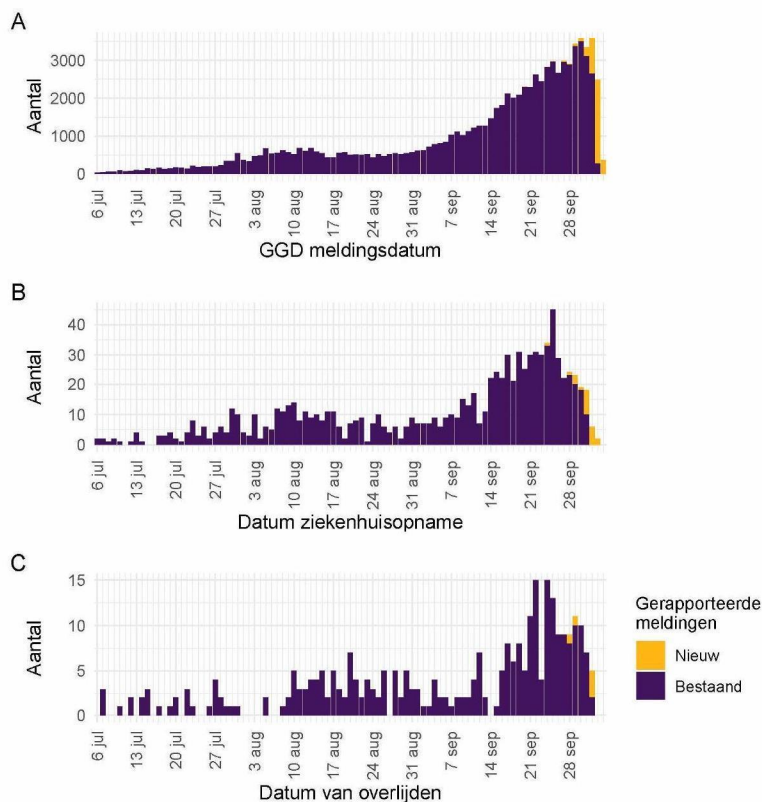 A
3000
2000
1000
0
Aantal
6 jul
13 jul
20 jul
27 jul
3 aug
10 aug
17 aug
24 aug
31 aug
7 sep
14 sep
21 sep
28 sep
GGD meldingsdatum
B
40
30
20
10
0
Aantal
6 jul
13 jul
20 jul
27 jul
3 aug
10 aug
17 aug
24 aug
31 aug
7 sep
14 sep
21 sep
28 sep
Datum ziekenhuisopname
C
15
10
5
0
Aantal
6 jul
13 jul
20 jul
27 jul
3 aug
10 aug
17 aug
24 aug
31 aug
7 sep
14 sep
21 sep
28 sep
Datum van overlijden
Gerapporteerde
meldingen
Nieuw
Bestaand